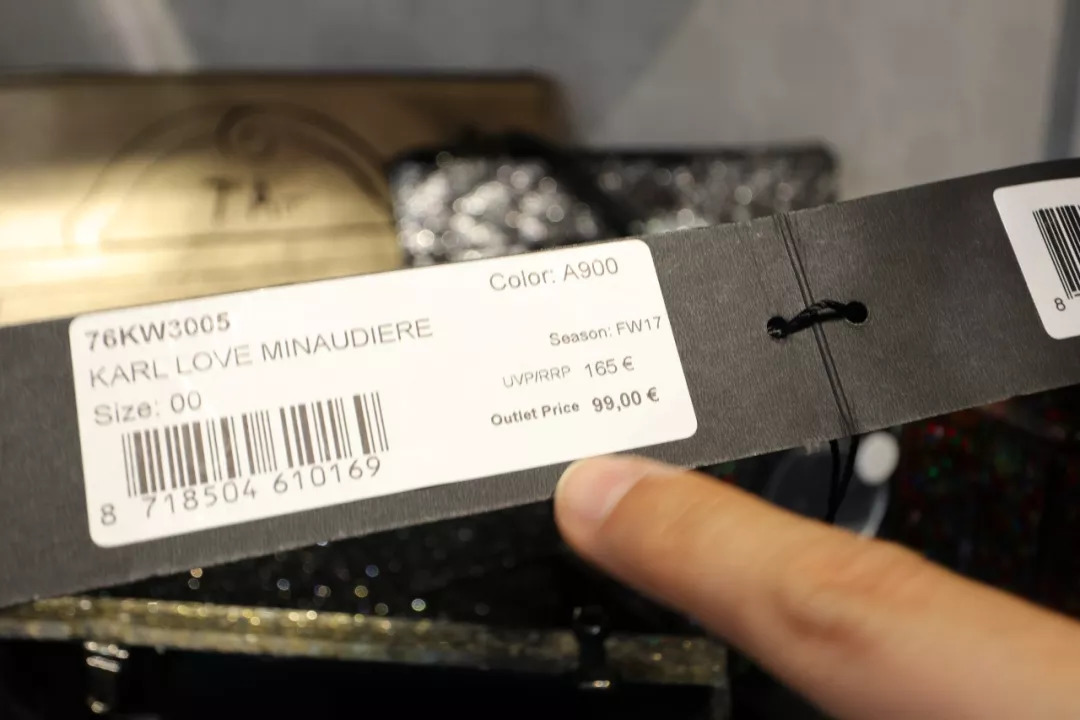 76KW3005
Color: A900
KARL LOVE MINAUDIERE
Season: FW17
Size: 00
UVP/RRP 165 €
Outlet Price 99,00 €
8 718504 610169
8